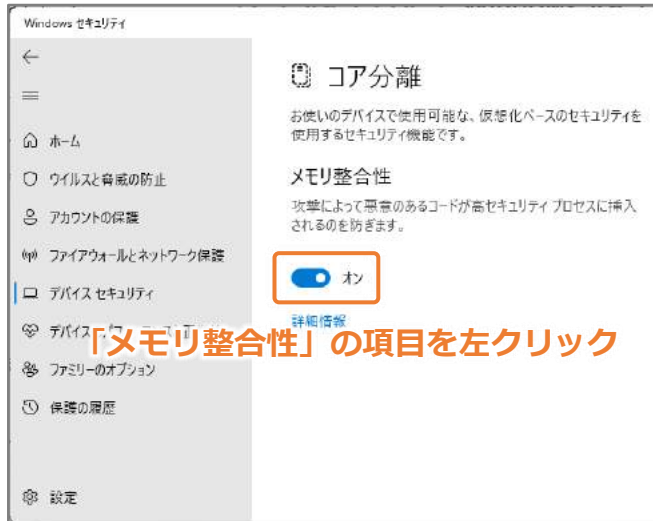 Windows セキュリティ
ホーム
ウイルスと脅威の防止
アカウントの保護
ファイアウォールとネットワーク保護
デバイス セキュリティ
デバイス
ファミリーのオプション
保護の履歴
設定
コア分離
お使いのデバイスで使用可能な、仮想化ベースのセキュリティを
使用するセキュリティ機能です。
メモリ整合性
攻撃によって悪意のあるコードが高セキュリティ プロセスに挿入
されるのを防ぎます。
オン
詳細情報
「メモリ整合性」の項目を左クリック